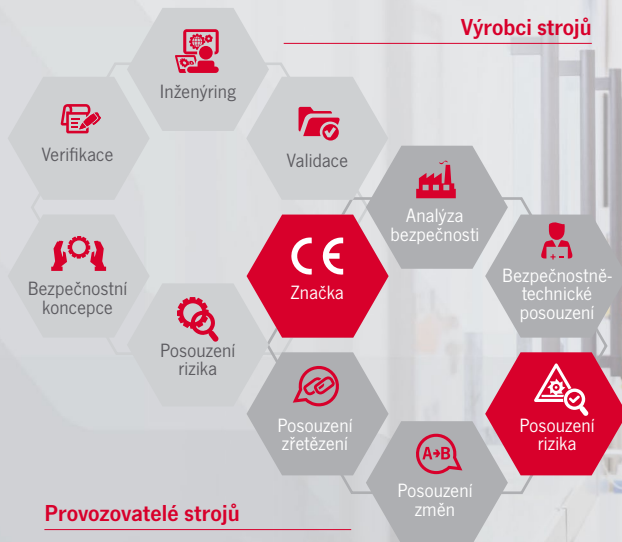 Výrobci strojů
Inženýring
Verifikace
Validace
Analýza
bezpečnosti
Bezpečnostní
koncepce
CE
Značka
Bezpečnostně-
technické
posouzení
Posouzení
rizika
Posouzení
zřetězení
Posouzení
rizika
A→B
Posouzení
změn
Provozovatelé strojů